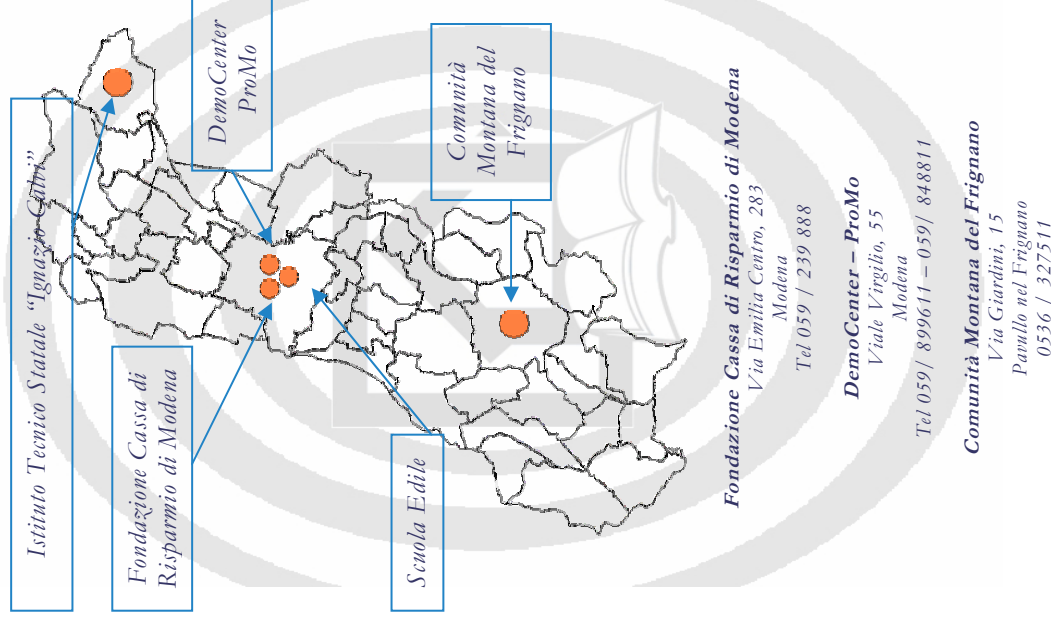 Istituto Tecnico Statale “Ignazio Calvi”
Fondazione Cassa di
Risparmio di Modena
DemoCenter
ProMo
Scuola Edile
Comunità
Montana del
Frignano
Fondazione Cassa di Risparmio di Modena
Via Emilia Centro, 283
Modena
Tel 059 / 239 888
DemoCenter – ProMo
Viale Virgilio, 55
Modena
Tel 059/ 899611 – 059/ 848811
Comunità Montana del Frignano
Via Giardini, 15
Pavullo nel Frignano
0536 / 327511